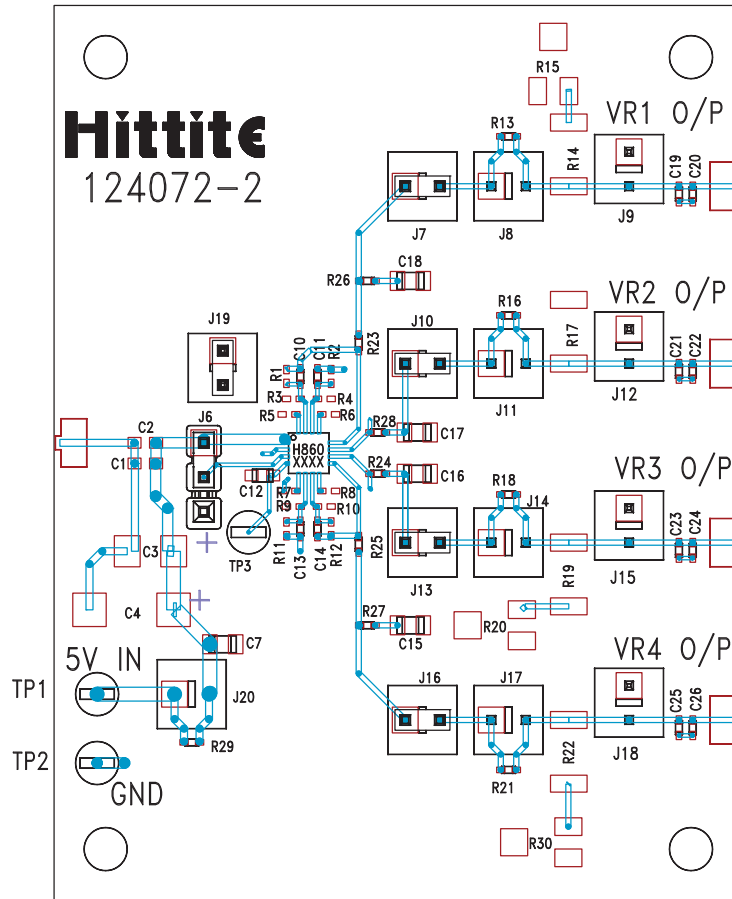 R15
VR1 O/P
Hittite
R13
124072-2
R14
C19
C20
J7
J8
J9
C18
R26
VR2 O/P
J19
J10
R16
R17
C10
C11
R2
R23
C21
C22
R1
J11
J12
R3
R4
J6
R5
R6
R28
C2
C17
H860
XXXX
C1
VR3 O/P
R24
C16
R18
C12
R7
R8
J14
R9
R10
C23
C24
C3
R11
C13
C14
R12
R25
TP3
J13
J15
R19
C4
R27
R20
C15
C7
VR4 O/P
5V IN
J16
J17
TP1
J20
C25
C26
R29
R22
J18
TP2
R21
GND
R30